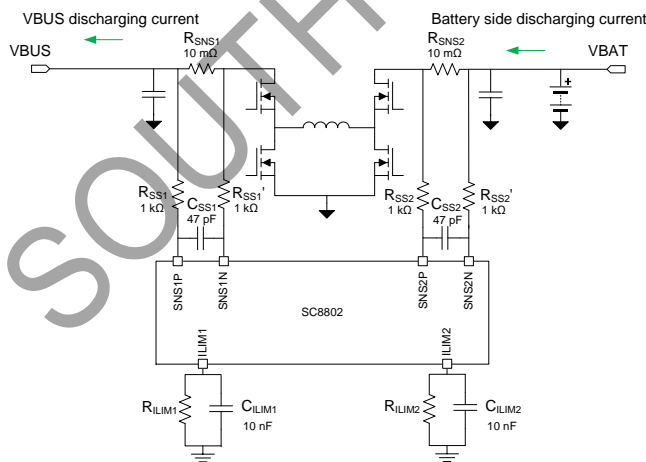 VBUS discharging current
Battery side discharging current
VBUS
RSNS1
10 mΩ
RSNS2
10 mΩ
VBAT
RSS1
1 kΩ
RSS1'
1 kΩ
CSS1
47 pF
RSS2
1 kΩ
CSS2
47 pF
RSS2'
1 kΩ
SNS1P
SNS1N
SNS2P
SNS2N
SC8802
ILIM1
ILIM2
RILIM1
CILIM1
10 nF
RILIM2
CILIM2
10 nF
SOUTH